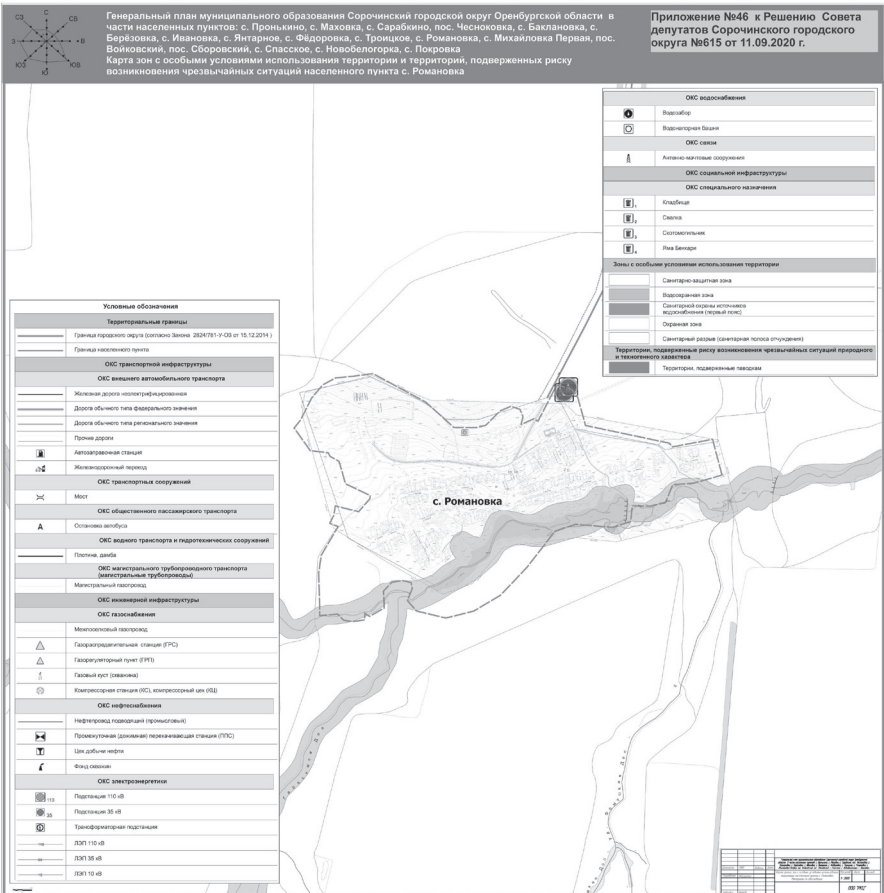 С
СВ
В
ЮВ
Ю
ЮЗ
З
СЗ
Генеральный план муниципального образования Сорочинский городской округ Оренбургской области в
части населенных пунктов: с. Пронькино, с. Маховка, с. Сарабкино, пос. Чесноковка, с. Баклановка, с.
Берёзовка, с. Ивановка, с. Янтарное, с. Фёдоровка, с. Троицкое, с. Романовка, с. Михайловка Первая, пос.
Войковский, пос. Сборовский, с. Спасское, с. Новобелогорка, с. Покровка
Карта зон с особыми условиями использования территории и территорий, подверженных риску
возникновения чрезвычайных ситуаций населенного пункта с. Романовка
Приложение №46 к Решению Совета
депутатов Сорочинского городского
округа №615 от 11.09.2020 г.
ОКС водоснабжения
Водозабор
Водонапорная башня
ОКС связи
Антенно-мачтовые сооружения
ОКС социальной инфраструктуры
ОКС специального назначения
1 Кладбище
2 Свалка
3 Скотомогильник
4 Яма Беккари
Зоны с особыми условиями использования территории
Санитарно-защитная зона
Водоохранная зона
Санитарной охраны источников
водоснабжения (первый пояс)
Охранная зона
Санитарный разрыв (санитарная полоса отчуждения)
Территории, подверженные риску возникновения чрезвычайных ситуаций природного
и техногенного характера
Территории, подверженные паводкам
Условные обозначения
Территориальные границы
Граница городского округа (согласно Закона 2824/781-V-ОЗ от 15.12.2014 )
Граница населенного пункта
ОКС транспортной инфраструктуры
ОКС внешнего автомобильного транспорта
Железная дорога неэлектрифицированная
Дорога обычного типа федерального значения
Дорога обычного типа регионального значения
Прочие дороги
Автозаправочная станция
Железнодорожный переезд
ОКС транспортных сооружений
Мост
ОКС общественного пассажирского транспорта
А Остановка автобуса
ОКС водного транспорта и гидротехнических сооружений
Плотина, дамба
ОКС магистрального трубопроводного транспорта
(магистральные трубопроводы)
Магистральный газопровод
ОКС инженерной инфраструктуры
ОКС газоснабжения
Межпоселковый газопровод
Газораспределительная станция (ГРС)
Газорегуляторный пункт (ГРП)
Газовый куст (скважина)
Компрессорная станция (КС), компрессорный цех (КЦ)
ОКС нефтеснабжения
Нефтепровод подводящий (промысловый)
Промежуточная (дожимная) перекачивающая станция (ППС)
Цех добычи нефти
Фонд скважин
ОКС электроэнергетики
110 Подстанция 110 кВ
35 Подстанция 35 кВ
Трансформаторная подстанция
ЛЭП 110 кВ
ЛЭП 35 кВ
ЛЭП 10 кВ
с. Романовка